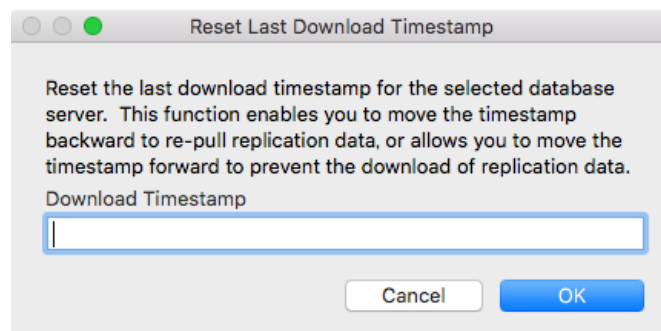 Reset Last Download Timestamp
Reset the last download timestamp for the selected database
server.  This function enables you to move the timestamp
backward to re-pull replication data, or allows you to move the
timestamp forward to prevent the download of replication data.
Download Timestamp
Cancel
OK